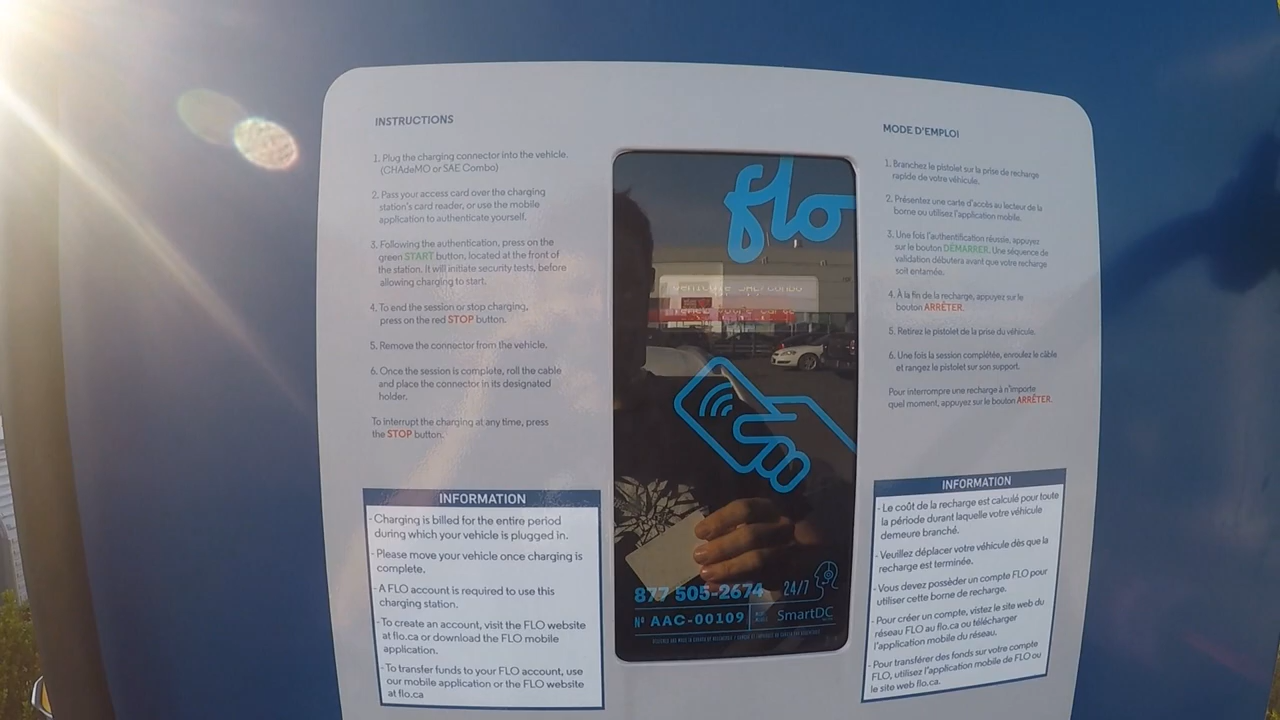 INSTRUCTIONS
1. Plug the charging connector into the vehicle.
(CHAdeMO or SAE Combo)
2. Pass your access card over the charging
station's card reader, or use the mobile
application to authenticate yourself.
3. Following the authentication, press on the
green START button, located at the front of
the station. It will initiate security tests, before
allowing charging to start.
4. To end the session or stop charging,
press on the red STOP button.
5. Remove the connector from the vehicle.
6. Once the session is complete, roll the cable
and place the connector in its designated
holder.
To interrupt the charging at any time, press
the STOP button.
INFORMATION
- Charging is billed for the entire period
during which your vehicle is plugged in.
- Please move your vehicle once charging is
complete.
- A FLO account is required to use this
charging station.
- To create an account, visit the FLO website
at flo.ca or download the FLO mobile
application.
- To transfer funds to your FLO account, use
our mobile application or the FLO website
at flo.ca
flo
877 505-2674 24/7
Nº AAC-00109 SmartDC
MODE D'EMPLOI
1. Branchez le pistolet sur la prise de recharge
rapide de votre véhicule.
2. Présentez une carte d'accès au lecteur de la
borne ou utilisez l'application mobile.
3. Une fois l'authentification réussie, appuyez
sur le bouton DÉMARRER. Une séquence de
validation débutera avant que votre recharge
soit entamée.
4. À la fin de la recharge, appuyez sur le
bouton ARRÊTER.
5. Retirez le pistolet de la prise du véhicule.
6. Une fois la session complétée, enroulez le câble
et rangez le pistolet sur son support.
Pour interrompre une recharge à n'importe
quel moment, appuyez sur le bouton ARRÊTER.
INFORMATION
- Le coût de la recharge est calculé pour toute
la période durant laquelle votre véhicule
demeure branché.
- Veuillez déplacer votre véhicule dès que la
recharge est terminée.
- Vous devez posséder un compte FLO pour
utiliser cette borne de recharge.
- Pour créer un compte, vistez le site web du
réseau FLO au flo.ca ou télécharger
l'application mobile du réseau.
- Pour transférer des fonds sur votre compte
FLO, utilisez l'application mobile de FLO ou
le site web flo.ca.